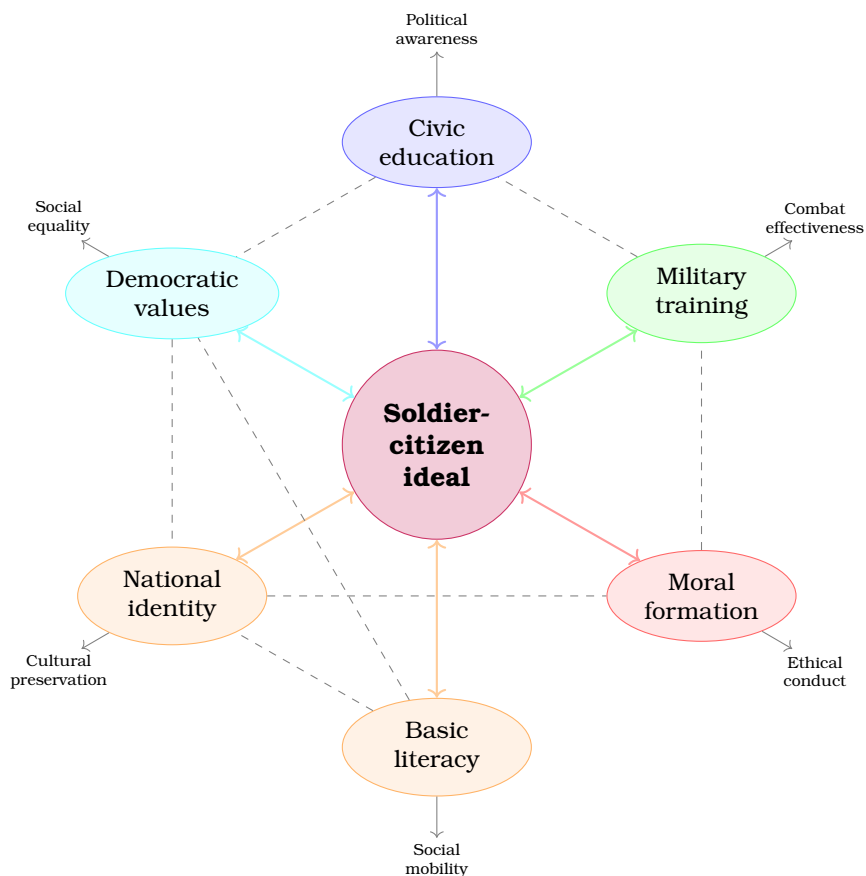 Political
awareness
Civic
education
Social
equality
Combat
effectiveness
Democratic
values
Military
training
Soldier-
citizen
ideal
National
identity
Moral
formation
Cultural
preservation
Ethical
conduct
Basic
literacy
Social
mobility